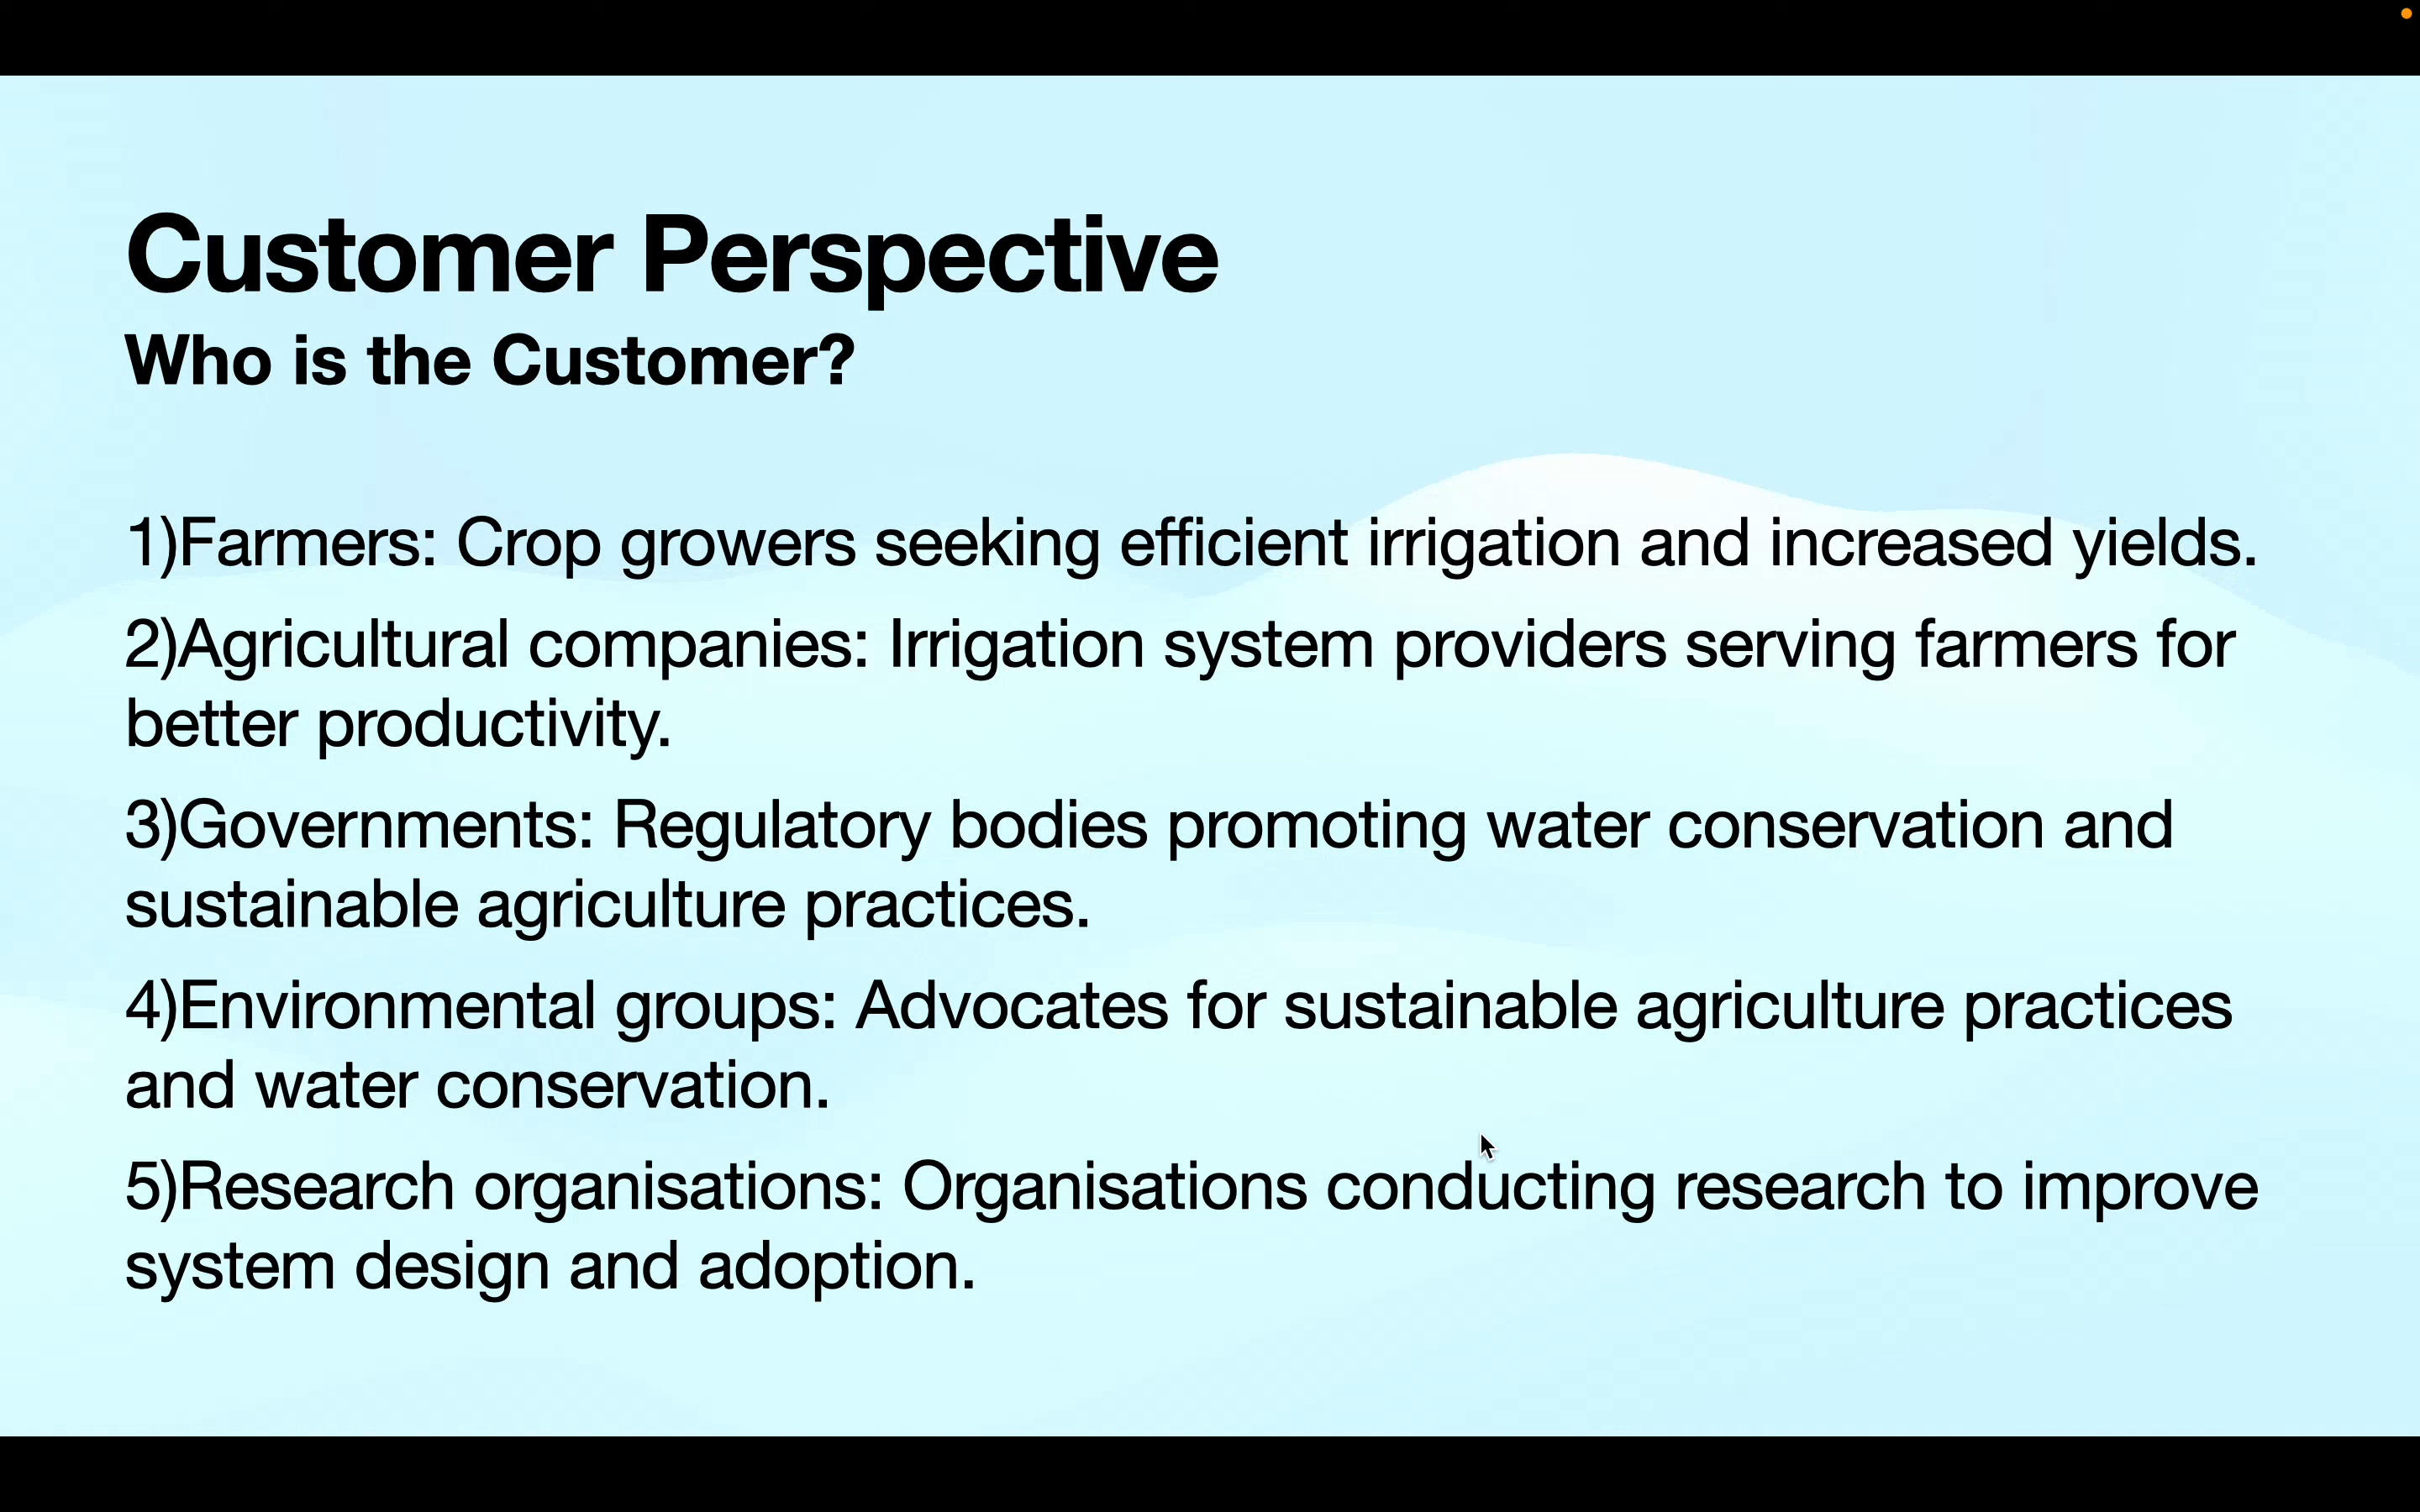 Customer Perspective
Who is the Customer?
1)Farmers: Crop growers seeking efficient irrigation and increased yields.
2)Agricultural companies: Irrigation system providers serving farmers for
better productivity.
3)Governments: Regulatory bodies promoting water conservation and
sustainable agriculture practices.
4)Environmental groups: Advocates for sustainable agriculture practices
and water conservation.
5)Research organisations: Organisations conducting research to improve
system design and adoption.